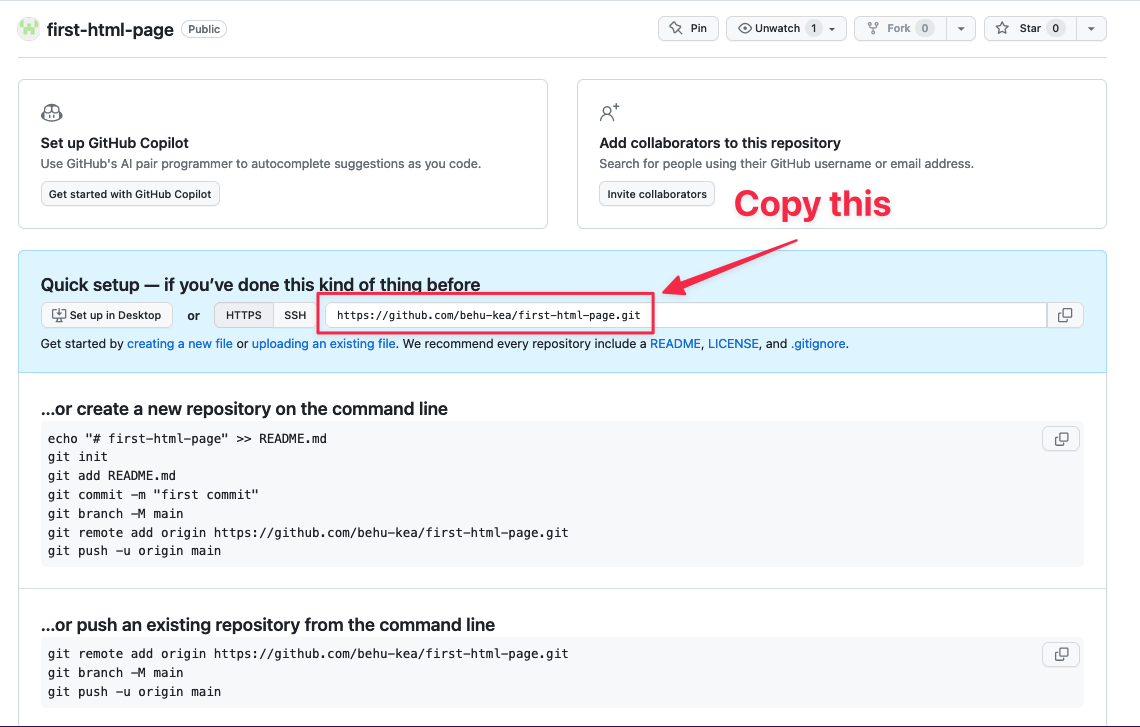 first-html-page Public Pin Unwatch 1 Fork 0 Star 0
Set up GitHub Copilot
Use GitHub's AI pair programmer to autocomplete suggestions as you code.
Get started with GitHub Copilot
Add collaborators to this repository
Search for people using their GitHub username or email address.
Invite collaborators
Copy this
Quick setup — if you've done this kind of thing before
Set up in Desktop or HTTPS SSH https://github.com/behu-kea/first-html-page.git
Get started by creating a new file or uploading an existing file. We recommend every repository include a README, LICENSE, and .gitignore.
...or create a new repository on the command line
echo "# first-html-page" >> README.md
git init
git add README.md
git commit -m "first commit"
git branch -M main
git remote add origin https://github.com/behu-kea/first-html-page.git
git push -u origin main
...or push an existing repository from the command line
git remote add origin https://github.com/behu-kea/first-html-page.git
git branch -M main
git push -u origin main